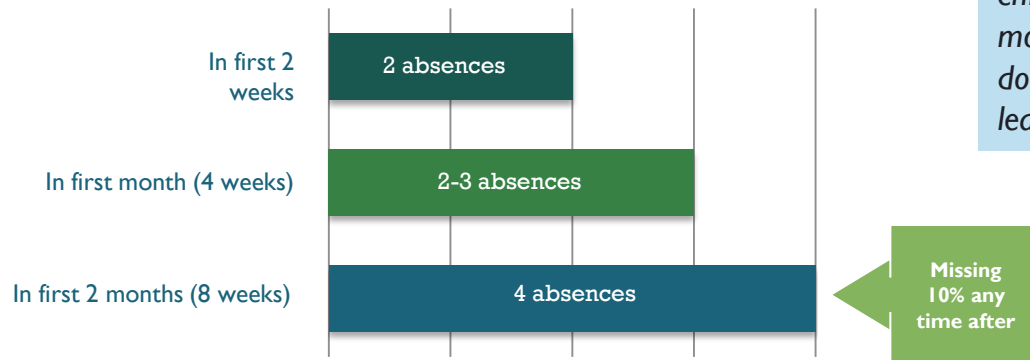 In first 2
weeks
2 absences
In first month (4 weeks)
2-3 absences
In first 2 months (8 weeks)
4 absences
Missing
10% any
time after